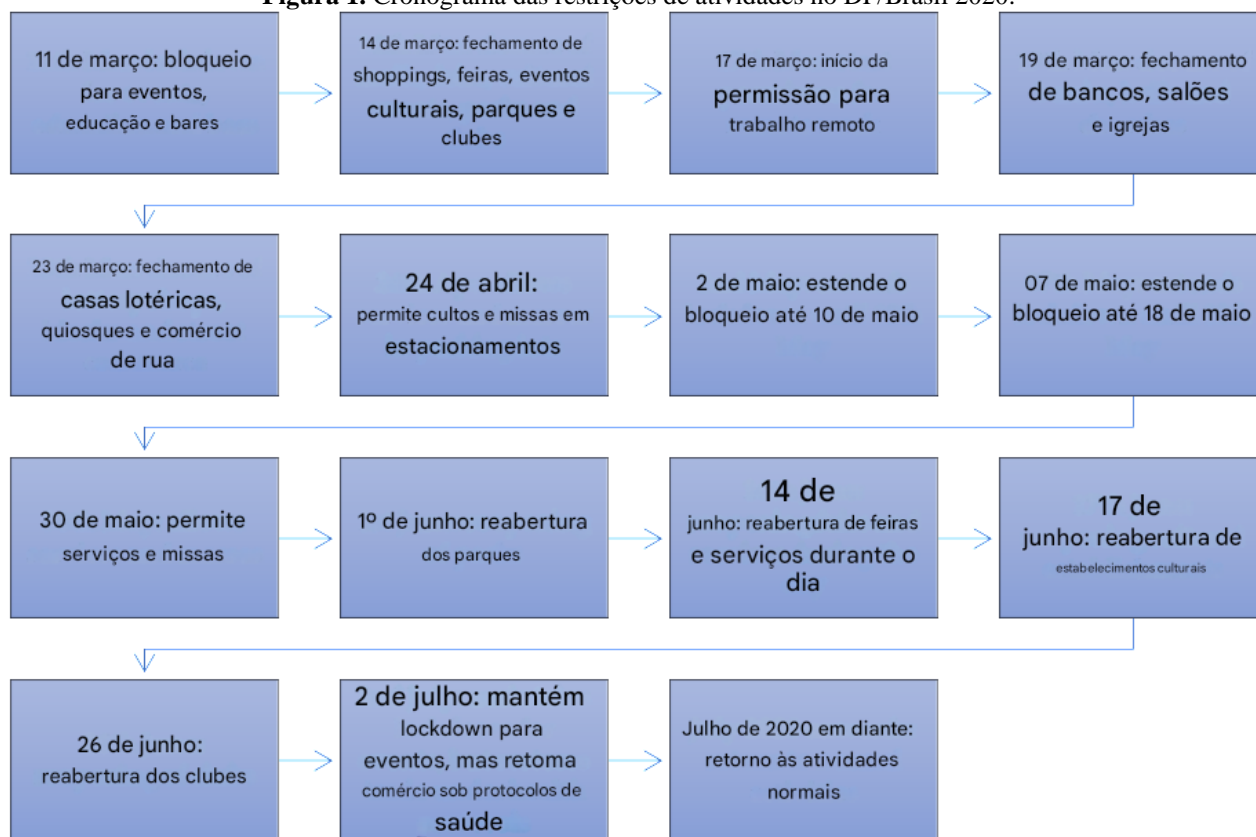 Figura 1. Cronograma das restrições de atividades no DF/Brasil 2020.
11 de março: bloqueio
para eventos,
educação e bares
14 de março: fechamento de
shoppings, feiras, eventos
culturais, parques e
clubes
17 de março: início da
permissão para
trabalho remoto
19 de março: fechamento
de bancos, salões
e igrejas
23 de março: fechamento de
casas lotéricas,
quiosques e comércio
de rua
24 de abril:
permite cultos e missas em
estacionamentos
2 de maio: estende o
bloqueio até 10 de maio
07 de maio: estende o
bloqueio até 18 de maio
30 de maio: permite
serviços e missas
1º de junho: reabertura
dos parques
14 de
junho: reabertura de feiras
e serviços durante o
dia
17 de
junho: reabertura de
estabelecimentos culturais
26 de junho:
reabertura dos clubes
2 de julho: mantém
lockdown para
eventos, mas retoma
comércio sob protocolos de
saúde
Julho de 2020 em diante:
retorno às atividades
normais